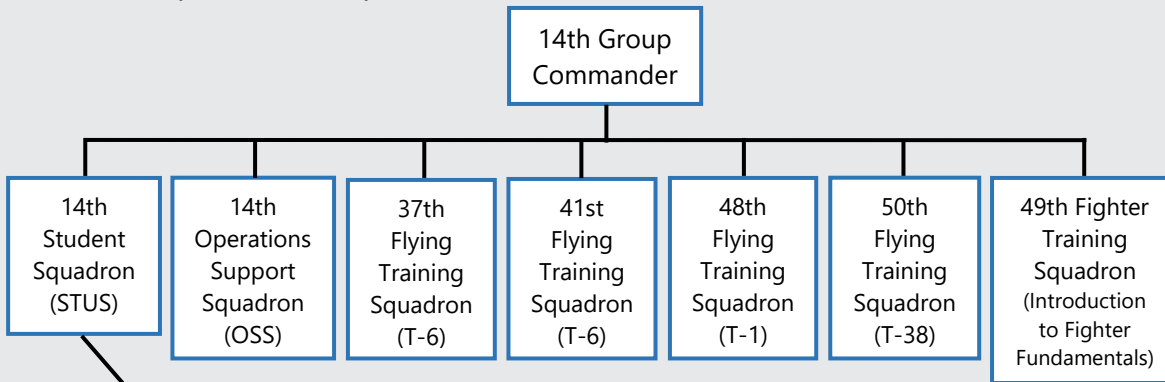 14th Group
Commander
14th
Student
Squadron
(STUS)
14th
Operations
Support
Squadron
(OSS)
37th
Flying
Training
Squadron
(T-6)
41st
Flying
Training
Squadron
(T-6)
48th
Flying
Training
Squadron
(T-1)
50th
Flying
Training
Squadron
(T-38)
49th Fighter
Training
Squadron
(Introduction
to Fighter
Fundamentals)